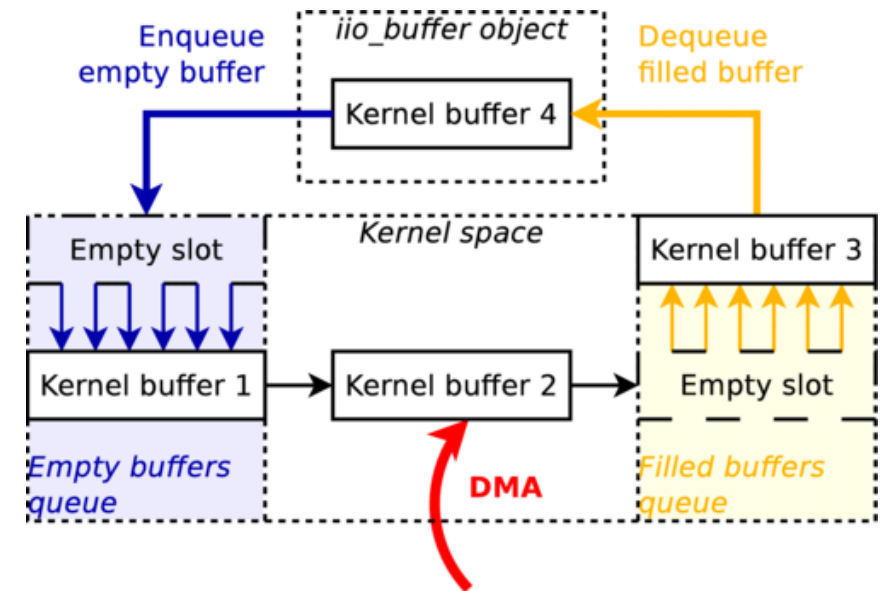 Enqueue
empty buffer
iio_buffer object
Kernel buffer 4
Dequeue
filled buffer
Empty slot
Kernel space
Kernel buffer 3
Kernel buffer 1
Kernel buffer 2
Empty slot
Empty buffers
queue
DMA
Filled buffers
queue